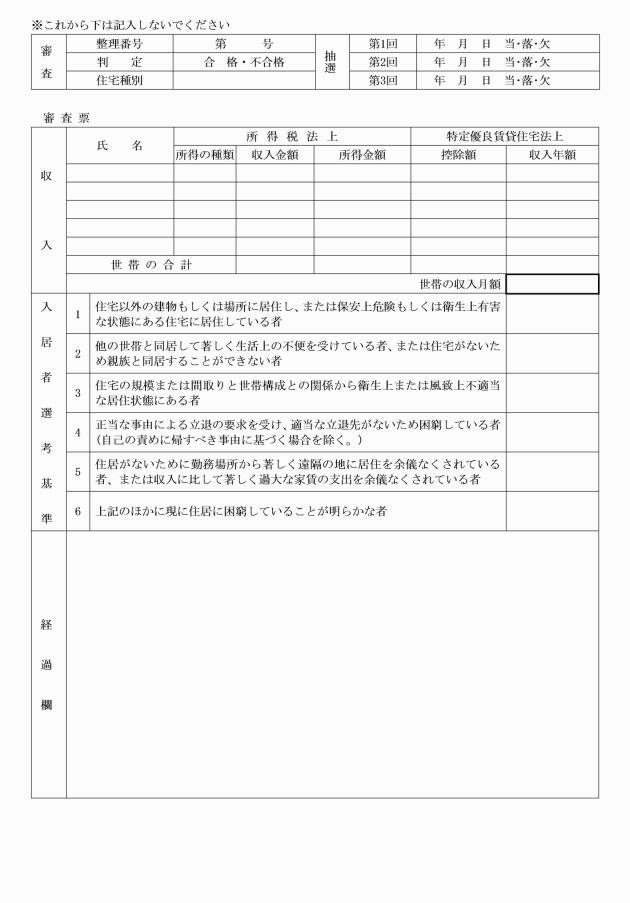 ※これから下は記入しないでください
審査
整理番号 第 号
判 定 合 格・不合格
住宅種別
抽選
第1回 年 月 日 当・落・欠
第2回 年 月 日 当・落・欠
第3回 年 月 日 当・落・欠
審 査 票
収入
氏 名
所 得 税 法 上
特定優良賃貸住宅法上
所得の種類 収入金額 所得金額 控除額 収入年額
世 帯 の 合 計
世帯の収入月額
入居者選考基準
1 住宅以外の建物もしくは場所に居住し、または保安上危険もしくは衛生上有害
な状態にある住宅に居住している者
2 他の世帯と同居して著しく生活上の不便を受けている者、または住宅がないた
め親族と同居することができない者
3 住宅の規模または間取りと世帯構成との関係から衛生上または風致上不適当
な居住状態にある者
4 正当な事由による立退の要求を受け、適当な立退先がないため困窮している者
（自己の責めに帰すべき事由に基づく場合を除く。）
5 住居がないために勤務場所から著しく遠隔の地に居住を余儀なくされている
者、または収入に比して著しく過大な家賃の支出を余儀なくされている者
6 上記のほかに現に住居に困窮していることが明らかな者
経過欄